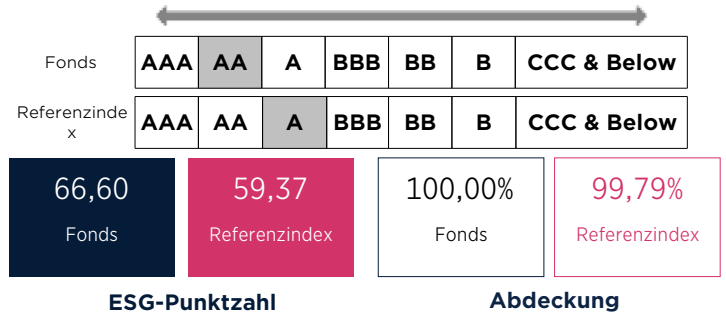 Fonds AAA AA A BBB BB B CCC & Below
Referenzinde
x AAA AA A BBB BB B CCC & Below
66,60 59,37 100,00% 99,79%
Fonds Referenzindex Fonds Referenzindex
ESG-Punktzahl Abdeckung